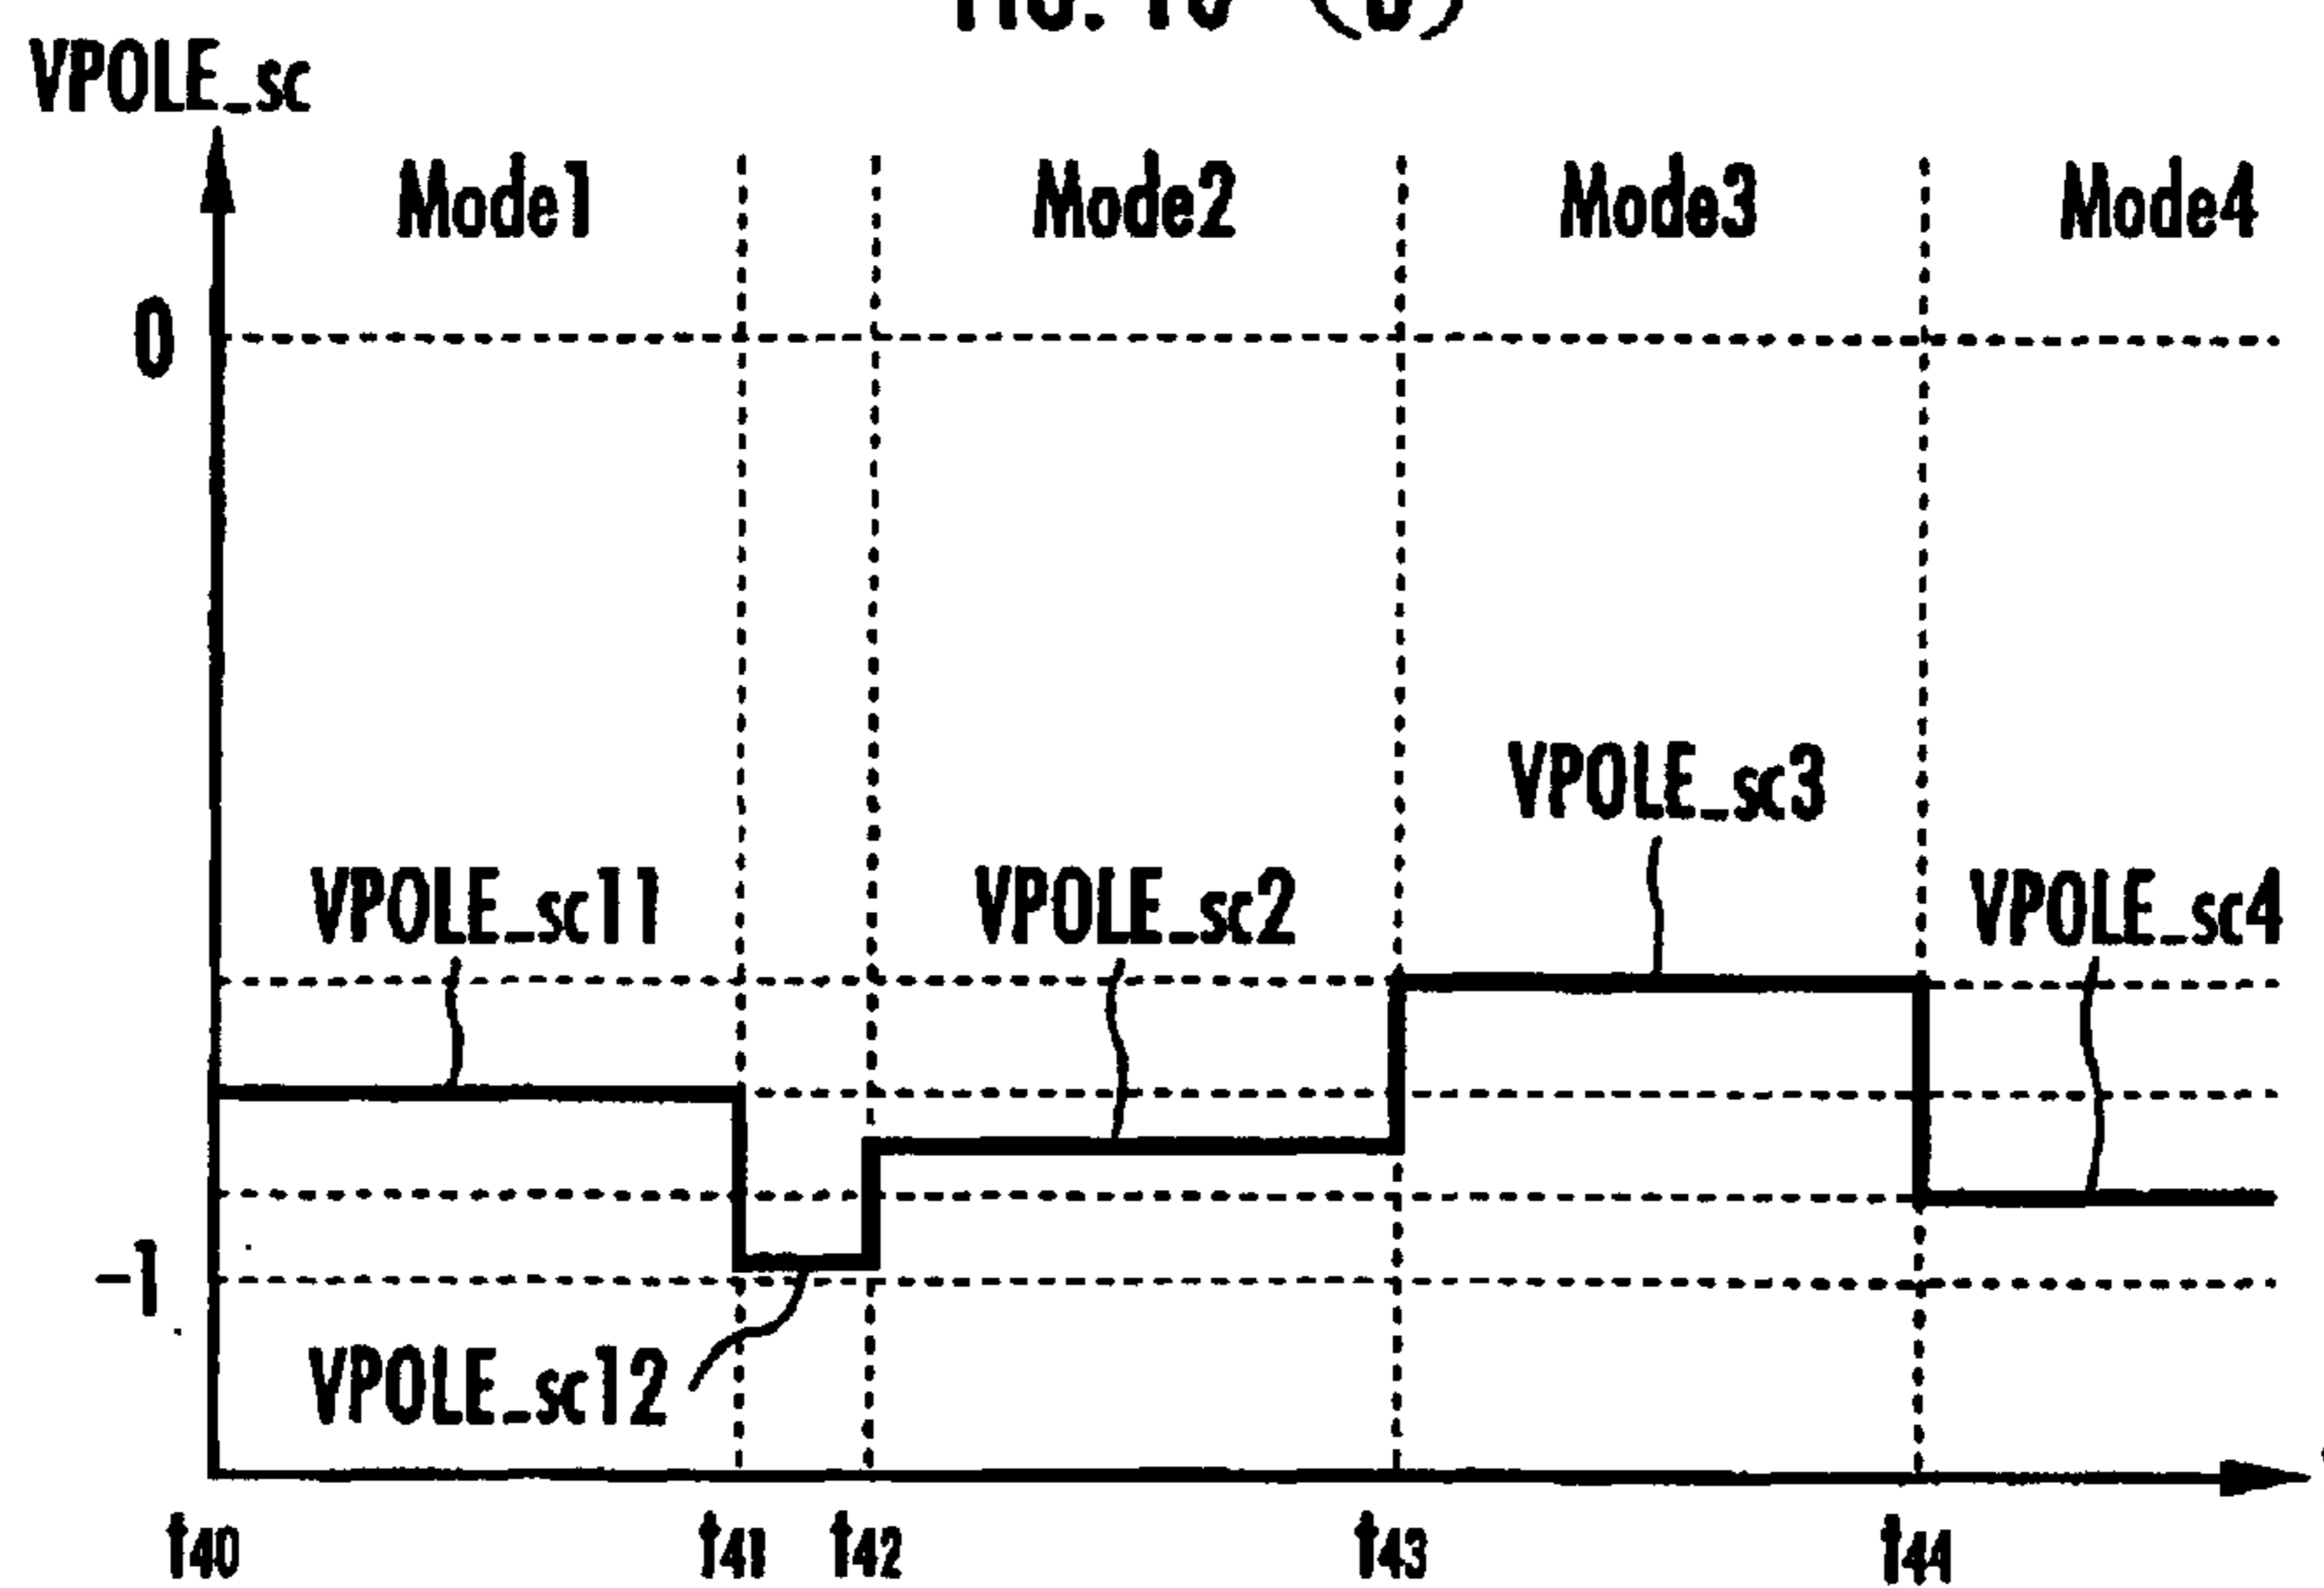 VPOLE_sc
Mode1 Mode2 Mode3 Mode4
0
VPOLE_sc3
VPOLE_sc11 VPOLE_sc2 VPOLE_sc4
-1
VPOLE_sc12
t40 t41 t42 t43 t44